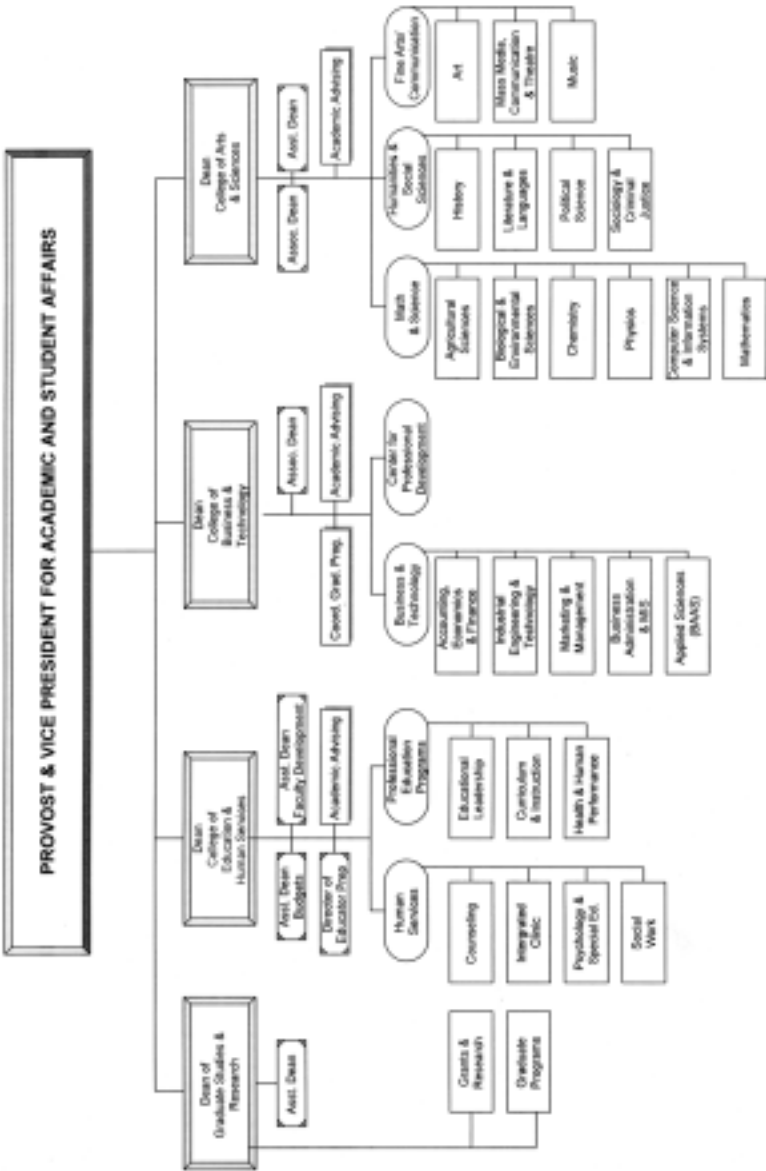 PROVOST & VICE PRESIDENT FOR ACADEMIC AND STUDENT AFFAIRS
Dean of
Graduate Studies &
Research
Asst. Dean
Grants &
Research
Graduate
Programs
Dean
College of
Education &
Human Services
Asst. Dean
Budgets
Asst. Dean
Faculty Development
Director of
Educator Prep
Academic Advising
Human
Services
Counseling
Intergrated
Clinic
Psychology &
Special Ed.
Social
Work
Professional
Education
Programs
Educational
Leadership
Curriculum
& Instruction
Health & Human
Performance
Dean
College of
Business &
Technology
Assoc. Dean
Coord. Grad. Prep.
Academic Advising
Business &
Technology
Accounting,
Economics
& Finance
Industrial
Engineering &
Technology
Marketing &
Management
Business
Administration
& MIS
Applied Sciences
(BAAS)
Center for
Professional
Development
Dean
College of Arts
& Sciences
Assoc. Dean
Asst. Dean
Academic Advising
Math
& Science
Agricultural
Sciences
Biological &
Environmental
Sciences
Chemistry
Physics
Computer Science
& Information
Systems
Mathematics
Humanities &
Social
Sciences
History
Literature &
Languages
Political
Science
Sociology &
Criminal
Justice
Fine Arts/
Communication
Art
Mass Media,
Communication
& Theatre
Music